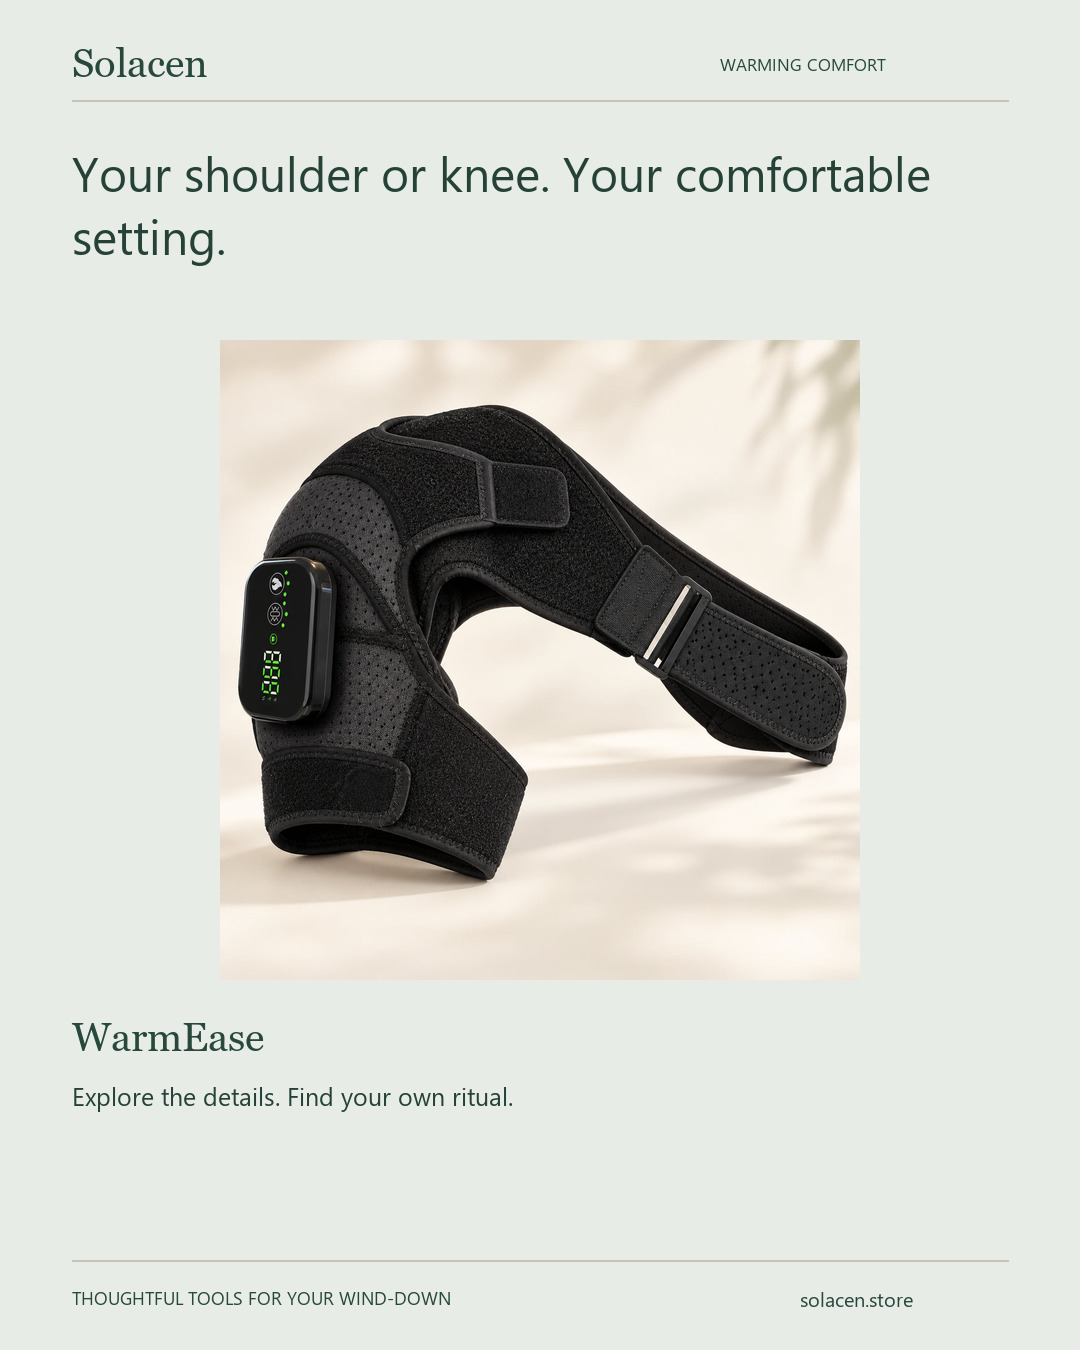 Solacen
WARMING COMFORT
Your shoulder or knee. Your comfortable
setting.
WarmEase
Explore the details. Find your own ritual.
THOUGHTFUL TOOLS FOR YOUR WIND-DOWN
solacen.store